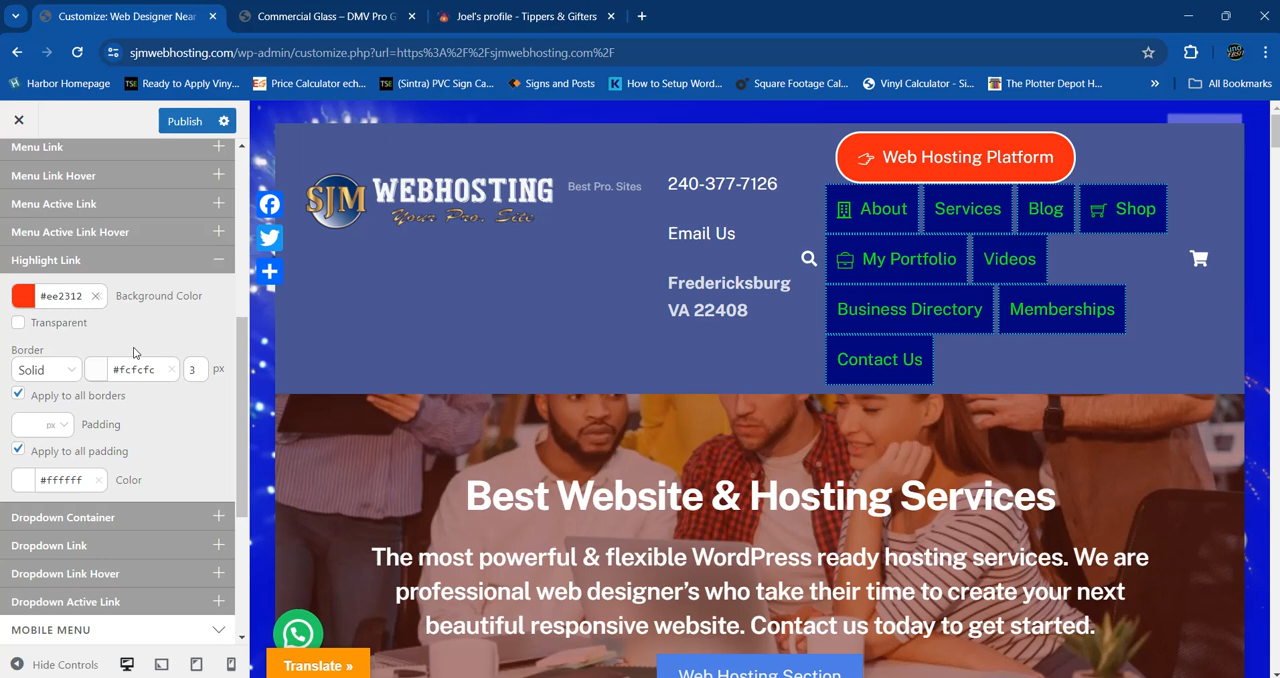 Customize: Web Designer Near
Commercial Glass – DMV Pro G
Joel's profile - Tippers & Gifters
sjmwebhosting.com/wp-admin/customize.php?url=https%3A%2F%2Fsjmwebhosting.com%2F
Harbor Homepage
Ready to Apply Viny...
Price Calculator ech...
(Sintra) PVC Sign Ca...
Signs and Posts
How to Setup Word...
Square Footage Cal...
Vinyl Calculator - Si...
The Plotter Depot H...
»
All Bookmarks
Publish
Menu Link
Menu Link Hover
Menu Active Link
Menu Active Link Hover
Highlight Link
#ee2312 Background Color
Transparent
Border
Solid #fcfcfc 3 px
Apply to all borders
px Padding
Apply to all padding
#ffffff Color
Dropdown Container
Dropdown Link
Dropdown Link Hover
Dropdown Active Link
MOBILE MENU
Hide Controls
SJM WEBHOSTING
Your Pro. Site
Best Pro. Sites
240-377-7126
Email Us
Fredericksburg
VA 22408
Web Hosting Platform
About Services Blog Shop
My Portfolio Videos
Business Directory Memberships
Contact Us
Best Website & Hosting Services
The most powerful & flexible WordPress ready hosting services. We are
professional web designer's who take their time to create your next
beautiful responsive website. Contact us today to get started.
Web Hosting Section
Translate »